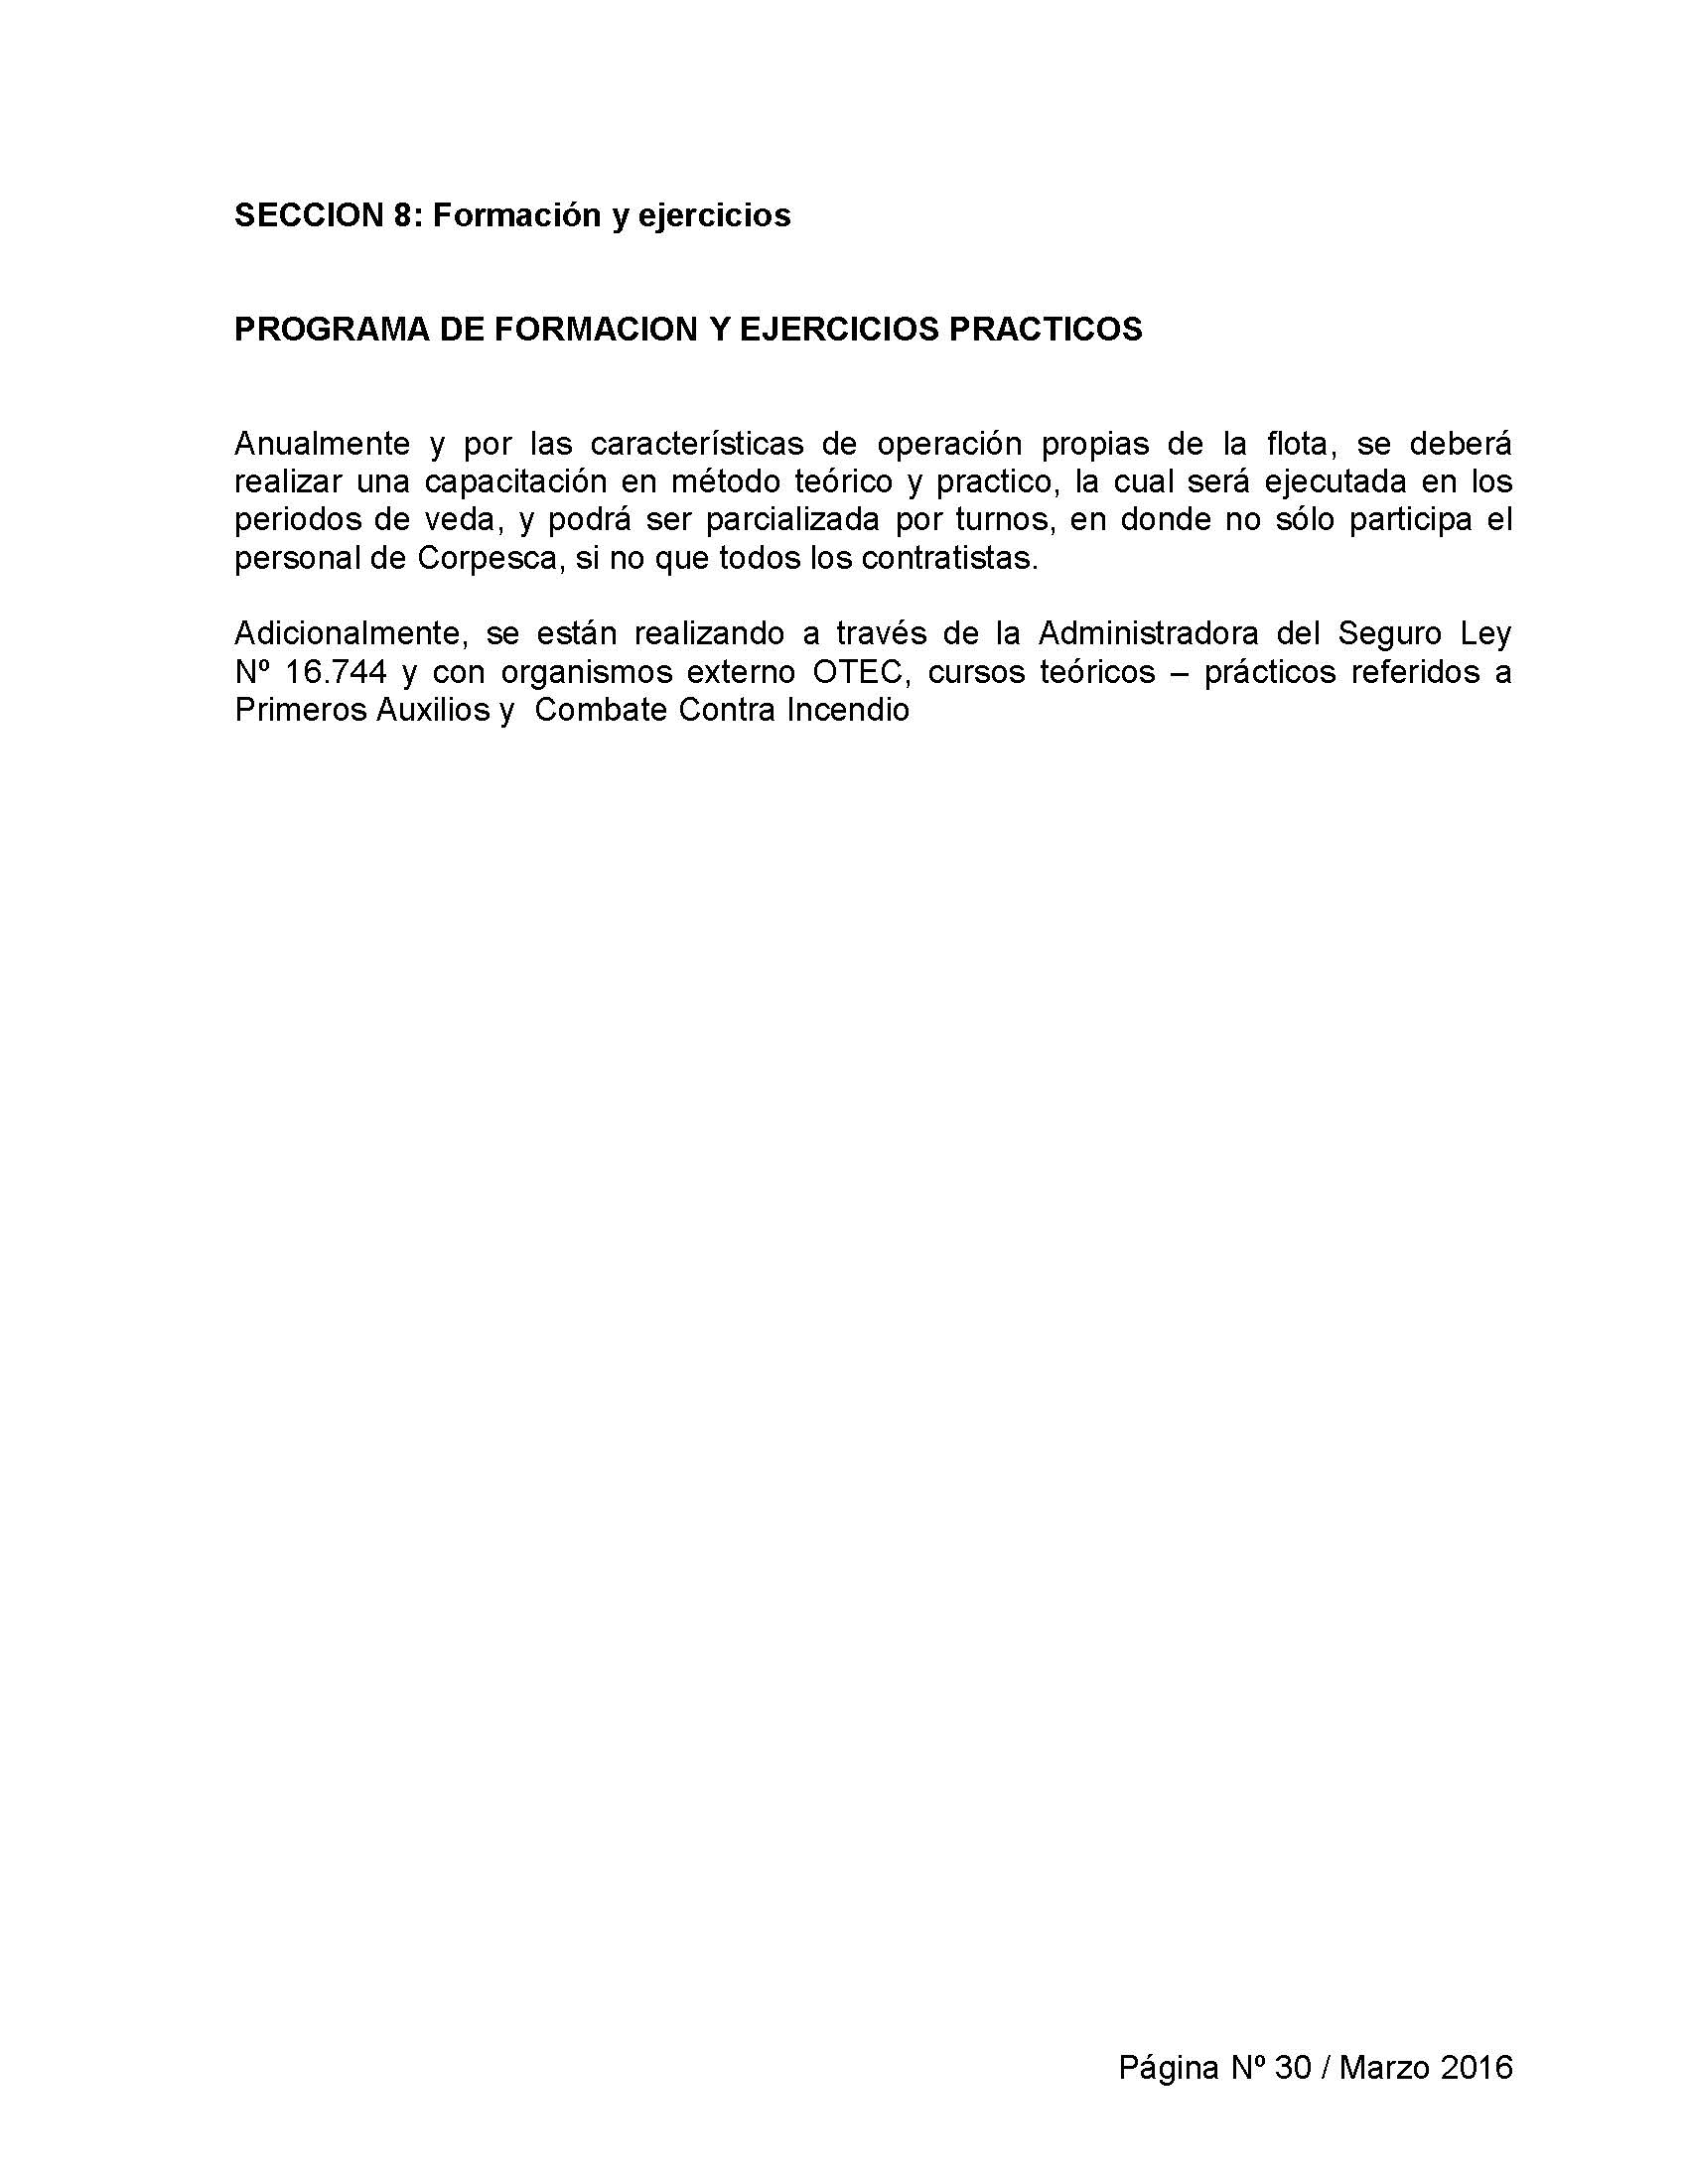 SECCION 8: Formación y ejercicios
PROGRAMA DE FORMACION Y EJERCICIOS PRACTICOS
Anualmente y por las características de operación propias de la flota, se deberá
realizar una capacitación en método teórico y practico, la cual será ejecutada en los
periodos de veda, y podrá ser parcializada por turnos, en donde no sólo participa el
personal de Corpesca, si no que todos los contratistas.
Adicionalmente, se están realizando a través de la Administradora del Seguro Ley
Nº 16.744 y con organismos externo OTEC, cursos teóricos – prácticos referidos a
Primeros Auxilios y  Combate Contra Incendio
Página Nº 30 / Marzo 2016